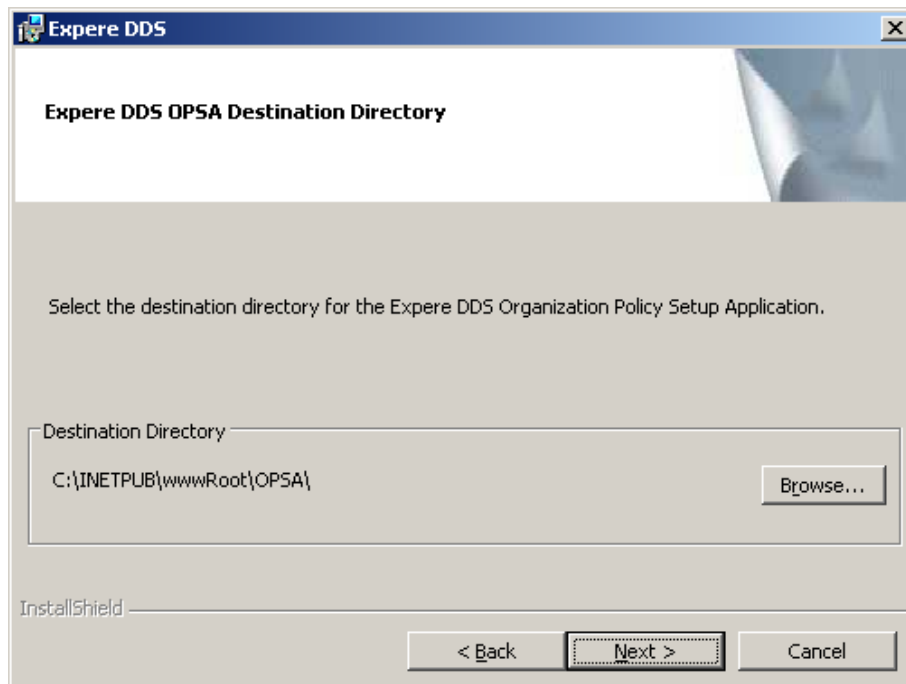 Expere DDS
Expere DDS OPSA Destination Directory
Select the destination directory for the Expere DDS Organization Policy Setup Application.
Destination Directory
C:\INETPUB\wwwRoot\OPSA\
Browse...
InstallShield
< Back
Next >
Cancel